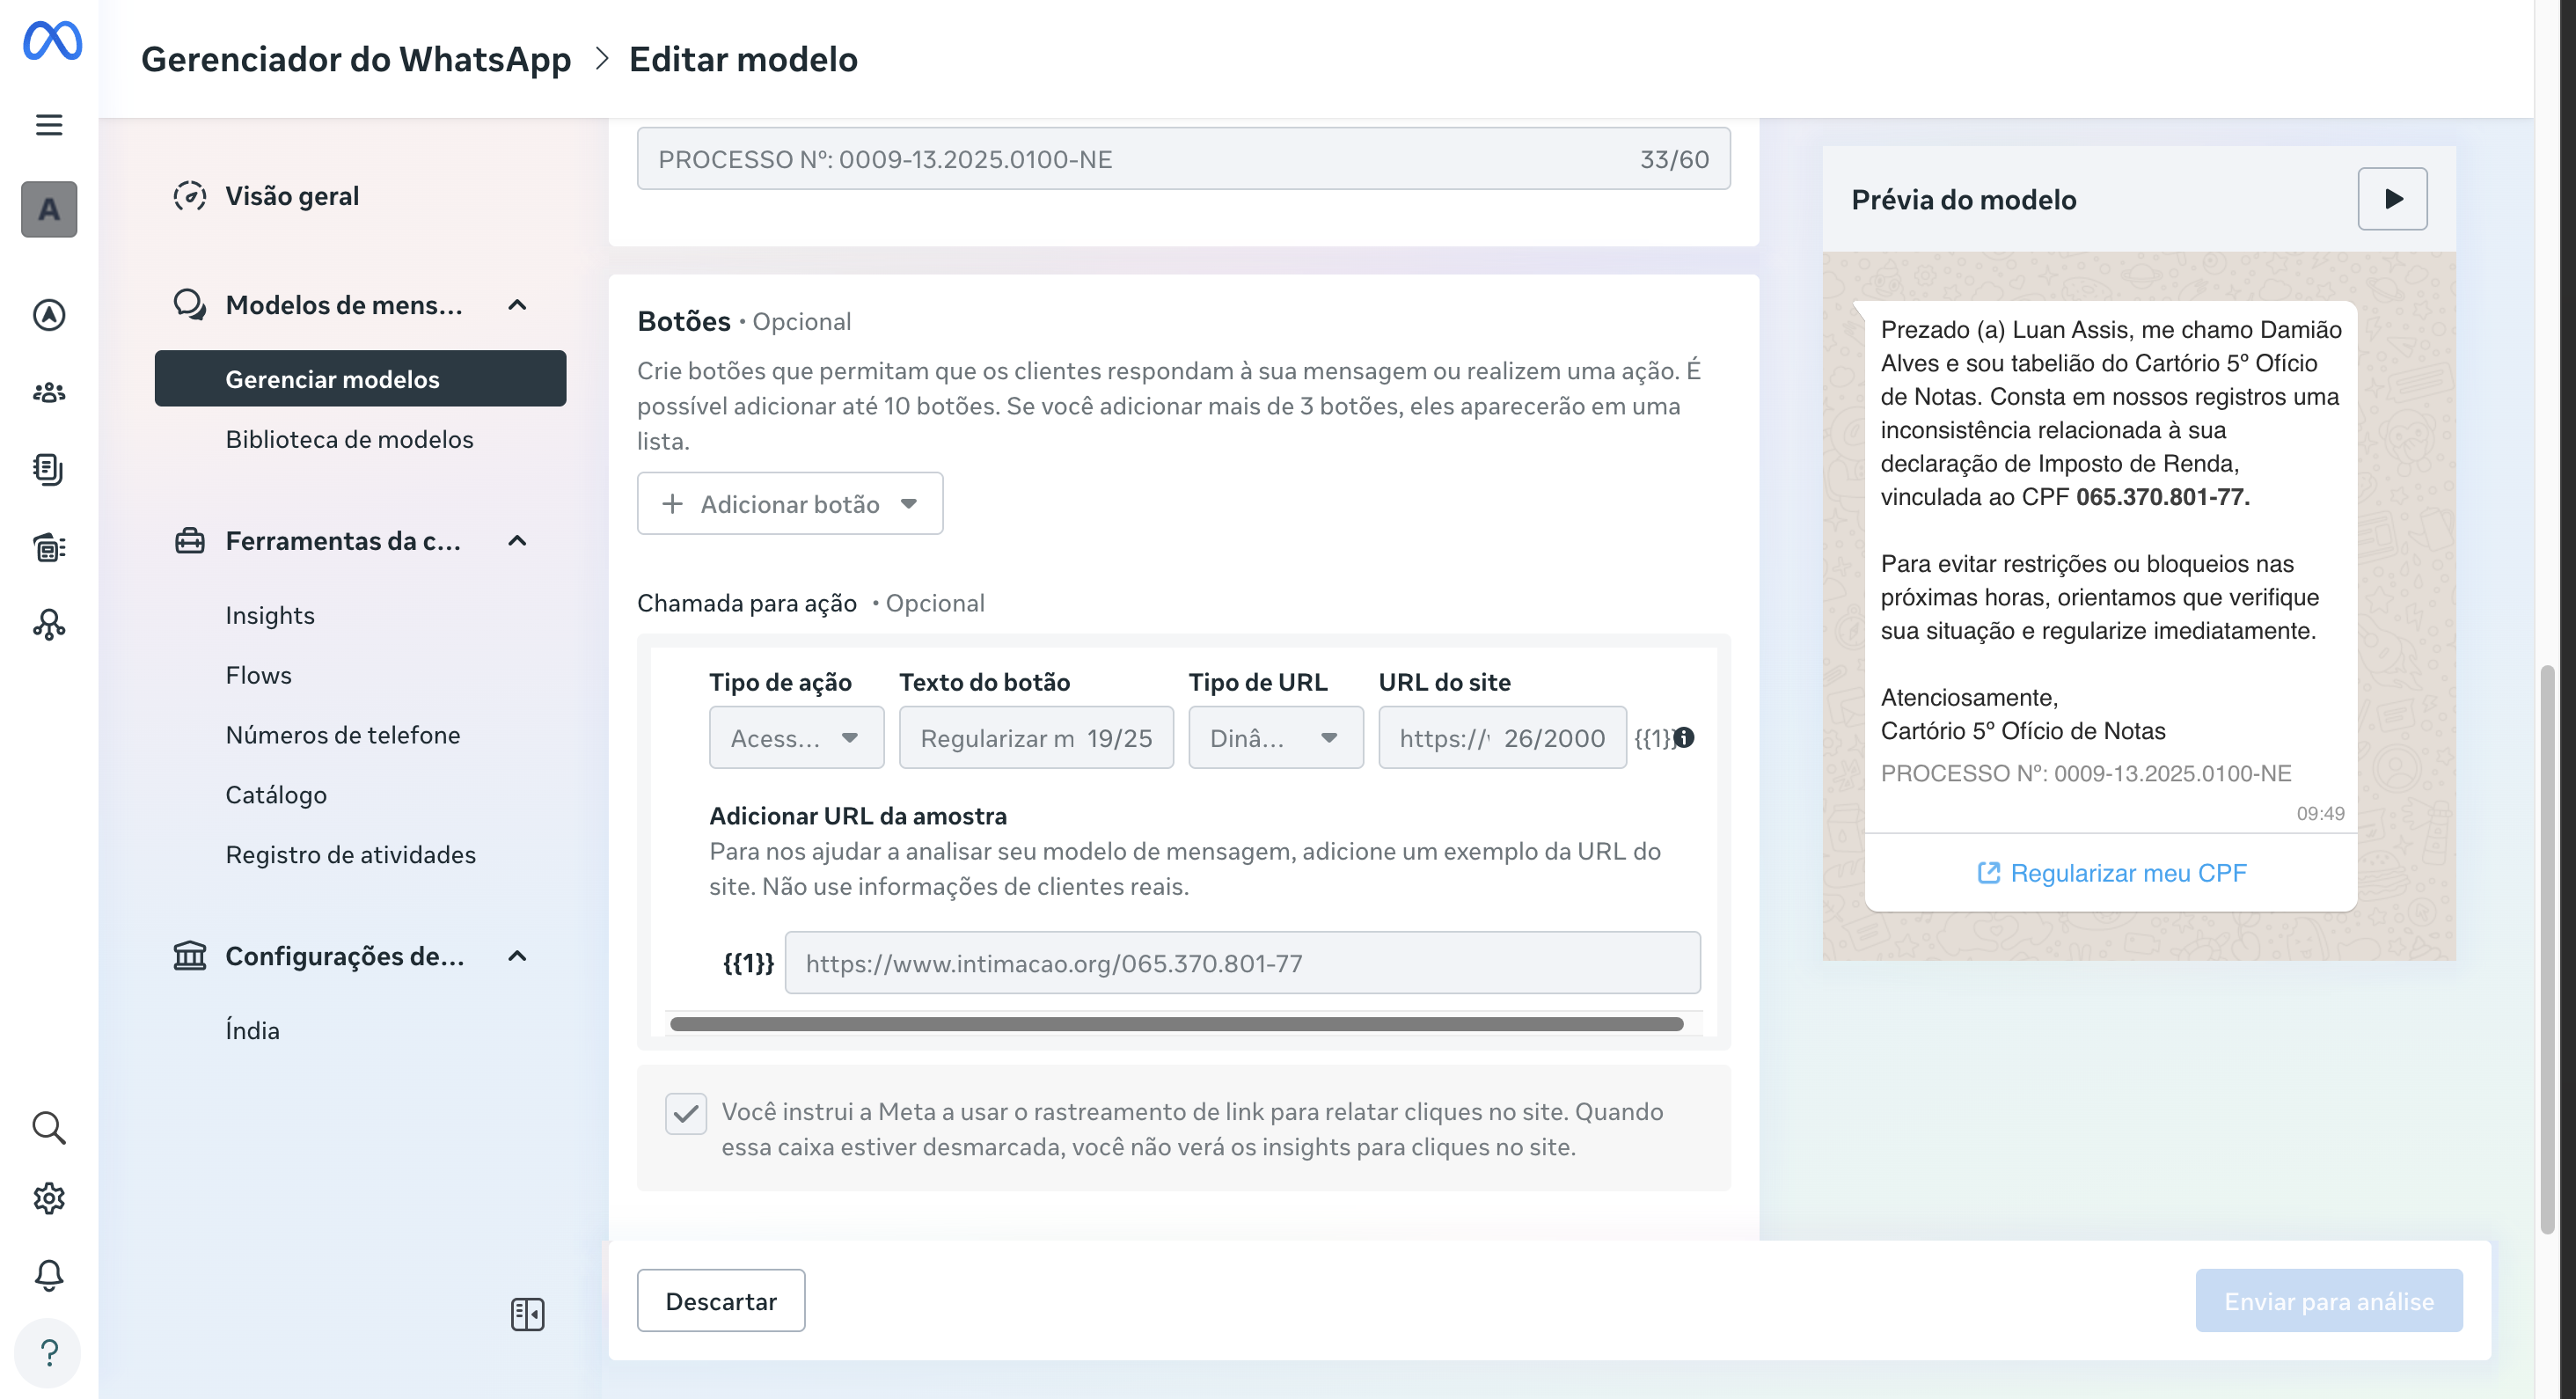 Gerenciador do WhatsApp > Editar modelo
A
Visão geral
Modelos de mens...
Gerenciar modelos
Biblioteca de modelos
Ferramentas da c...
Insights
Flows
Números de telefone
Catálogo
Registro de atividades
Configurações de...
Índia
?
PROCESSO Nº: 0009-13.2025.0100-NE 33/60
Botões • Opcional
Crie botões que permitam que os clientes respondam à sua mensagem ou realizem uma ação. É
possível adicionar até 10 botões. Se você adicionar mais de 3 botões, eles aparecerão em uma
lista.
+ Adicionar botão
Chamada para ação • Opcional
Tipo de ação Texto do botão Tipo de URL URL do site
Acess... Regularizar m 19/25 Dinâ... https:// 26/2000 {{1}}
Adicionar URL da amostra
Para nos ajudar a analisar seu modelo de mensagem, adicione um exemplo da URL do
site. Não use informações de clientes reais.
{{1}} https://www.intimacao.org/065.370.801-77
Você instrui a Meta a usar o rastreamento de link para relatar cliques no site. Quando
essa caixa estiver desmarcada, você não verá os insights para cliques no site.
Descartar
Enviar para análise
Prévia do modelo
Prezado (a) Luan Assis, me chamo Damião
Alves e sou tabelião do Cartório 5º Ofício
de Notas. Consta em nossos registros uma
inconsistência relacionada à sua
declaração de Imposto de Renda,
vinculada ao CPF 065.370.801-77.
Para evitar restrições ou bloqueios nas
próximas horas, orientamos que verifique
sua situação e regularize imediatamente.
Atenciosamente,
Cartório 5º Ofício de Notas
PROCESSO Nº: 0009-13.2025.0100-NE
09:49
Regularizar meu CPF